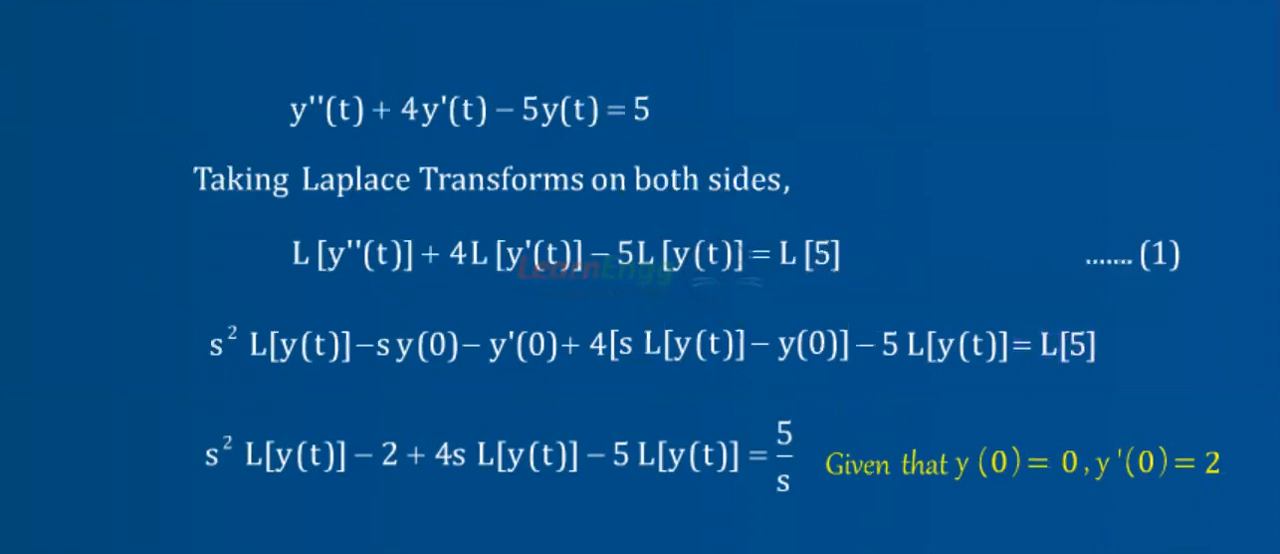 y''(t) + 4y'(t) − 5y(t) = 5
Taking Laplace Transforms on both sides,
L [y''(t)] + 4L [y'(t)] − 5L [y(t)] = L [5] ....... (1)
LearnEngg
s² L[y(t)]−s y(0)− y'(0)+ 4[s L[y(t)]− y(0)]− 5 L[y(t)]= L[5]
s² L[y(t)] − 2 + 4s L[y(t)] − 5 L[y(t)] = 5/s Given that y (0) = 0, y '(0) = 2